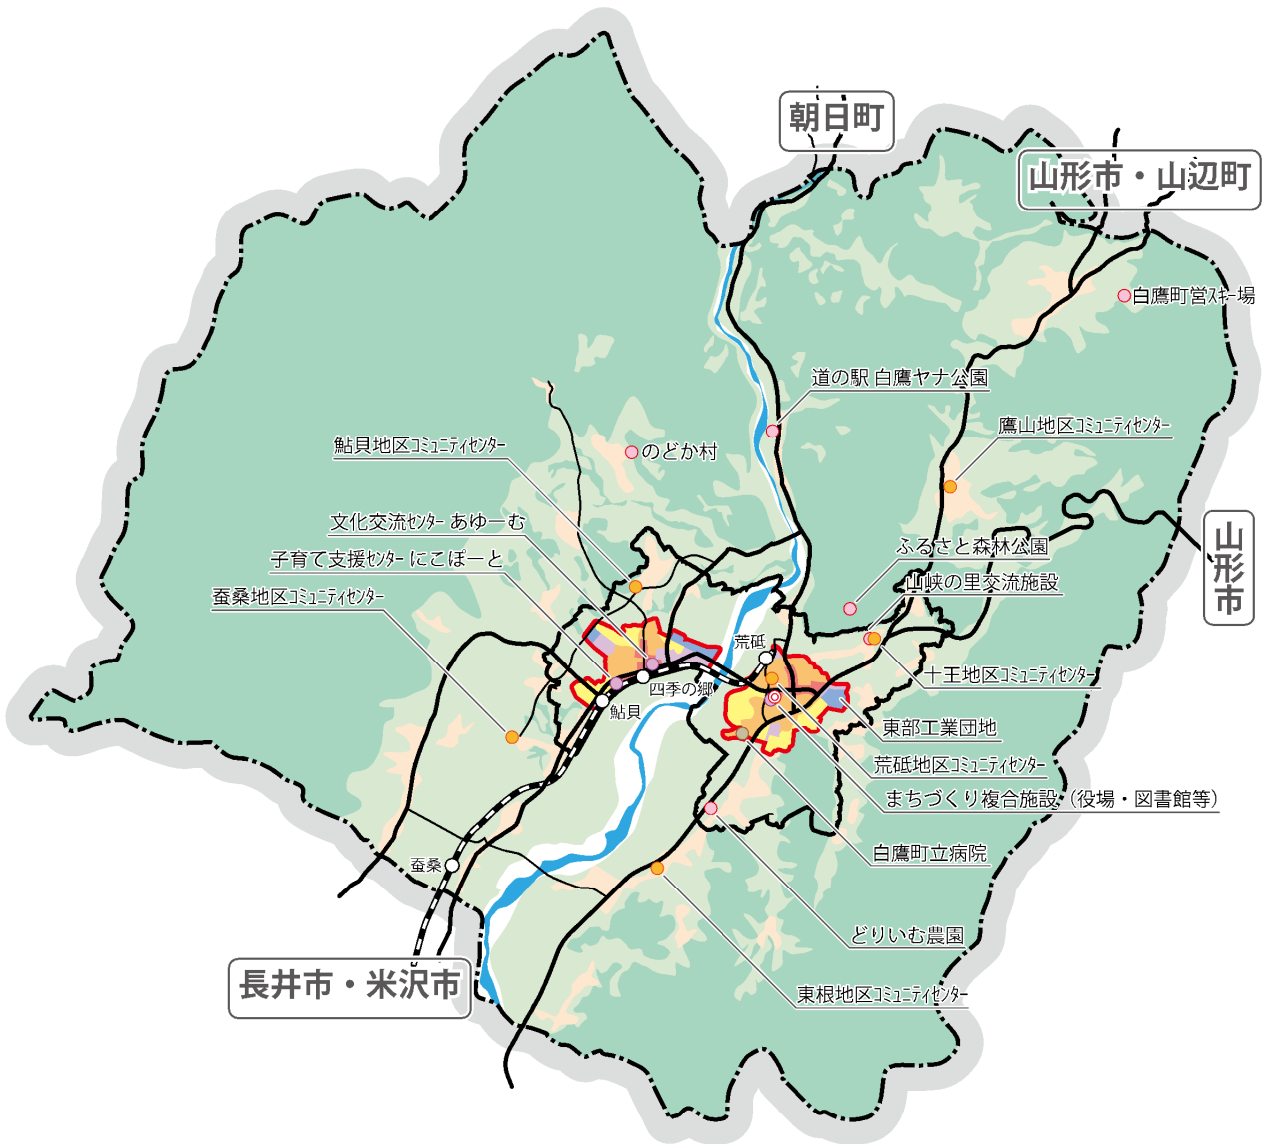 朝日町
山形市・山辺町
白鷹町営ｽｷｰ場
道の駅 白鷹ヤナ公園
鷹山地区ｺﾐｭﾆﾃｨｾﾝﾀｰ
鮎貝地区ｺﾐｭﾆﾃｨｾﾝﾀｰ
のどか村
文化交流ｾﾝﾀｰ あゆーむ
子育て支援ｾﾝﾀｰ にこぽーと
蚕桑地区ｺﾐｭﾆﾃｨｾﾝﾀｰ
ふるさと森林公園
山形市
山峡の里交流施設
荒砥
十王地区ｺﾐｭﾆﾃｨｾﾝﾀｰ
四季の郷
鮎貝
東部工業団地
荒砥地区ｺﾐｭﾆﾃｨｾﾝﾀｰ
まちづくり複合施設（役場・図書館等）
白鷹町立病院
蚕桑
どりいむ農園
長井市・米沢市
東根地区ｺﾐｭﾆﾃｨｾﾝﾀｰ